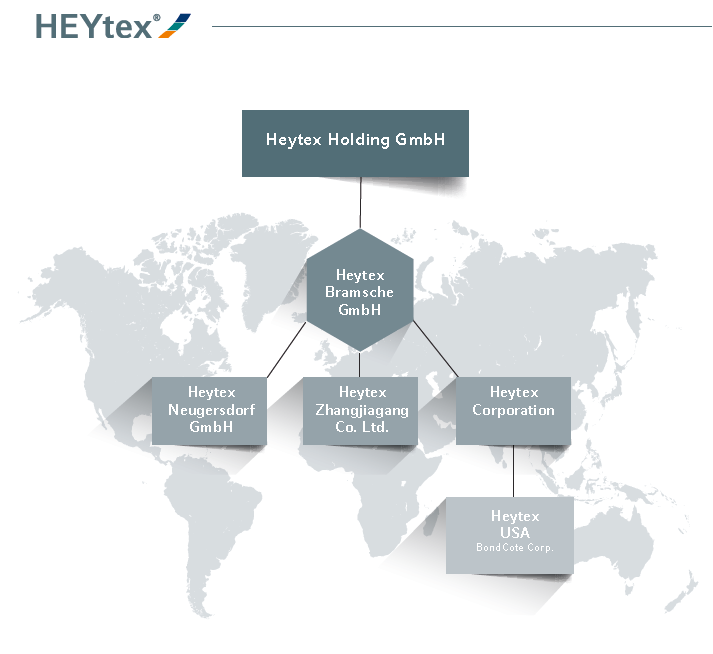 HEYtex®
Heytex Holding GmbH
Heytex
Bramsche
GmbH
Heytex
Neugersdorf
GmbH
Heytex
Zhangjiagang
Co. Ltd.
Heytex
Corporation
Heytex
USA
BondCote Corp.